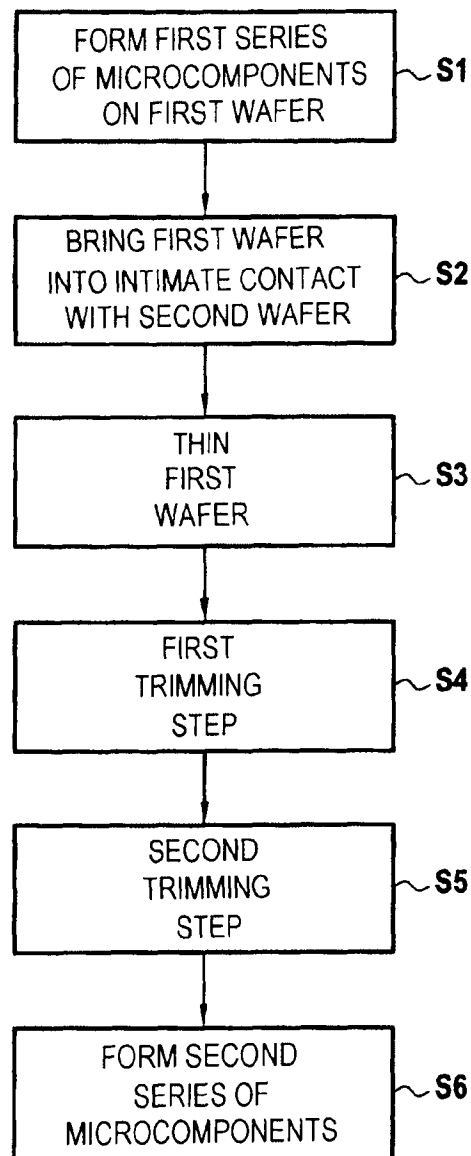 FORM FIRST SERIES
OF MICROCOMPONENTS
ON FIRST WAFER
S1
BRING FIRST WAFER
INTO INTIMATE CONTACT
WITH SECOND WAFER
S2
THIN
FIRST
WAFER
S3
FIRST
TRIMMING
STEP
S4
SECOND
TRIMMING
STEP
S5
FORM SECOND
SERIES OF
MICROCOMPONENTS
S6